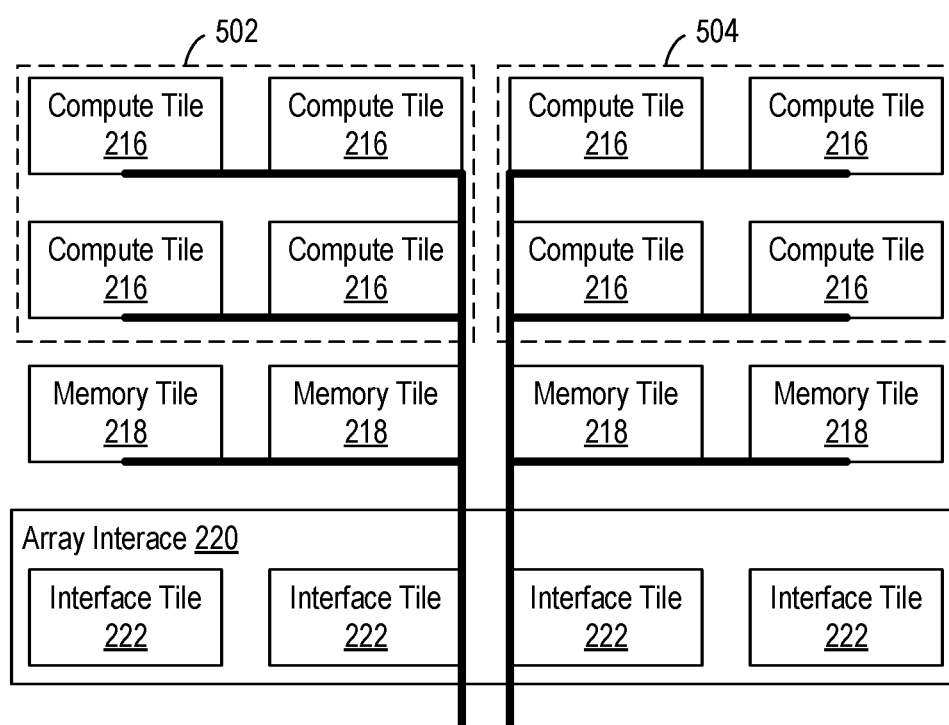 502
504
Compute Tile
216
Compute Tile
216
Compute Tile
216
Compute Tile
216
Compute Tile
216
Compute Tile
216
Compute Tile
216
Compute Tile
216
Memory Tile
218
Memory Tile
218
Memory Tile
218
Memory Tile
218
Array Interace 220
Interface Tile
222
Interface Tile
222
Interface Tile
222
Interface Tile
222